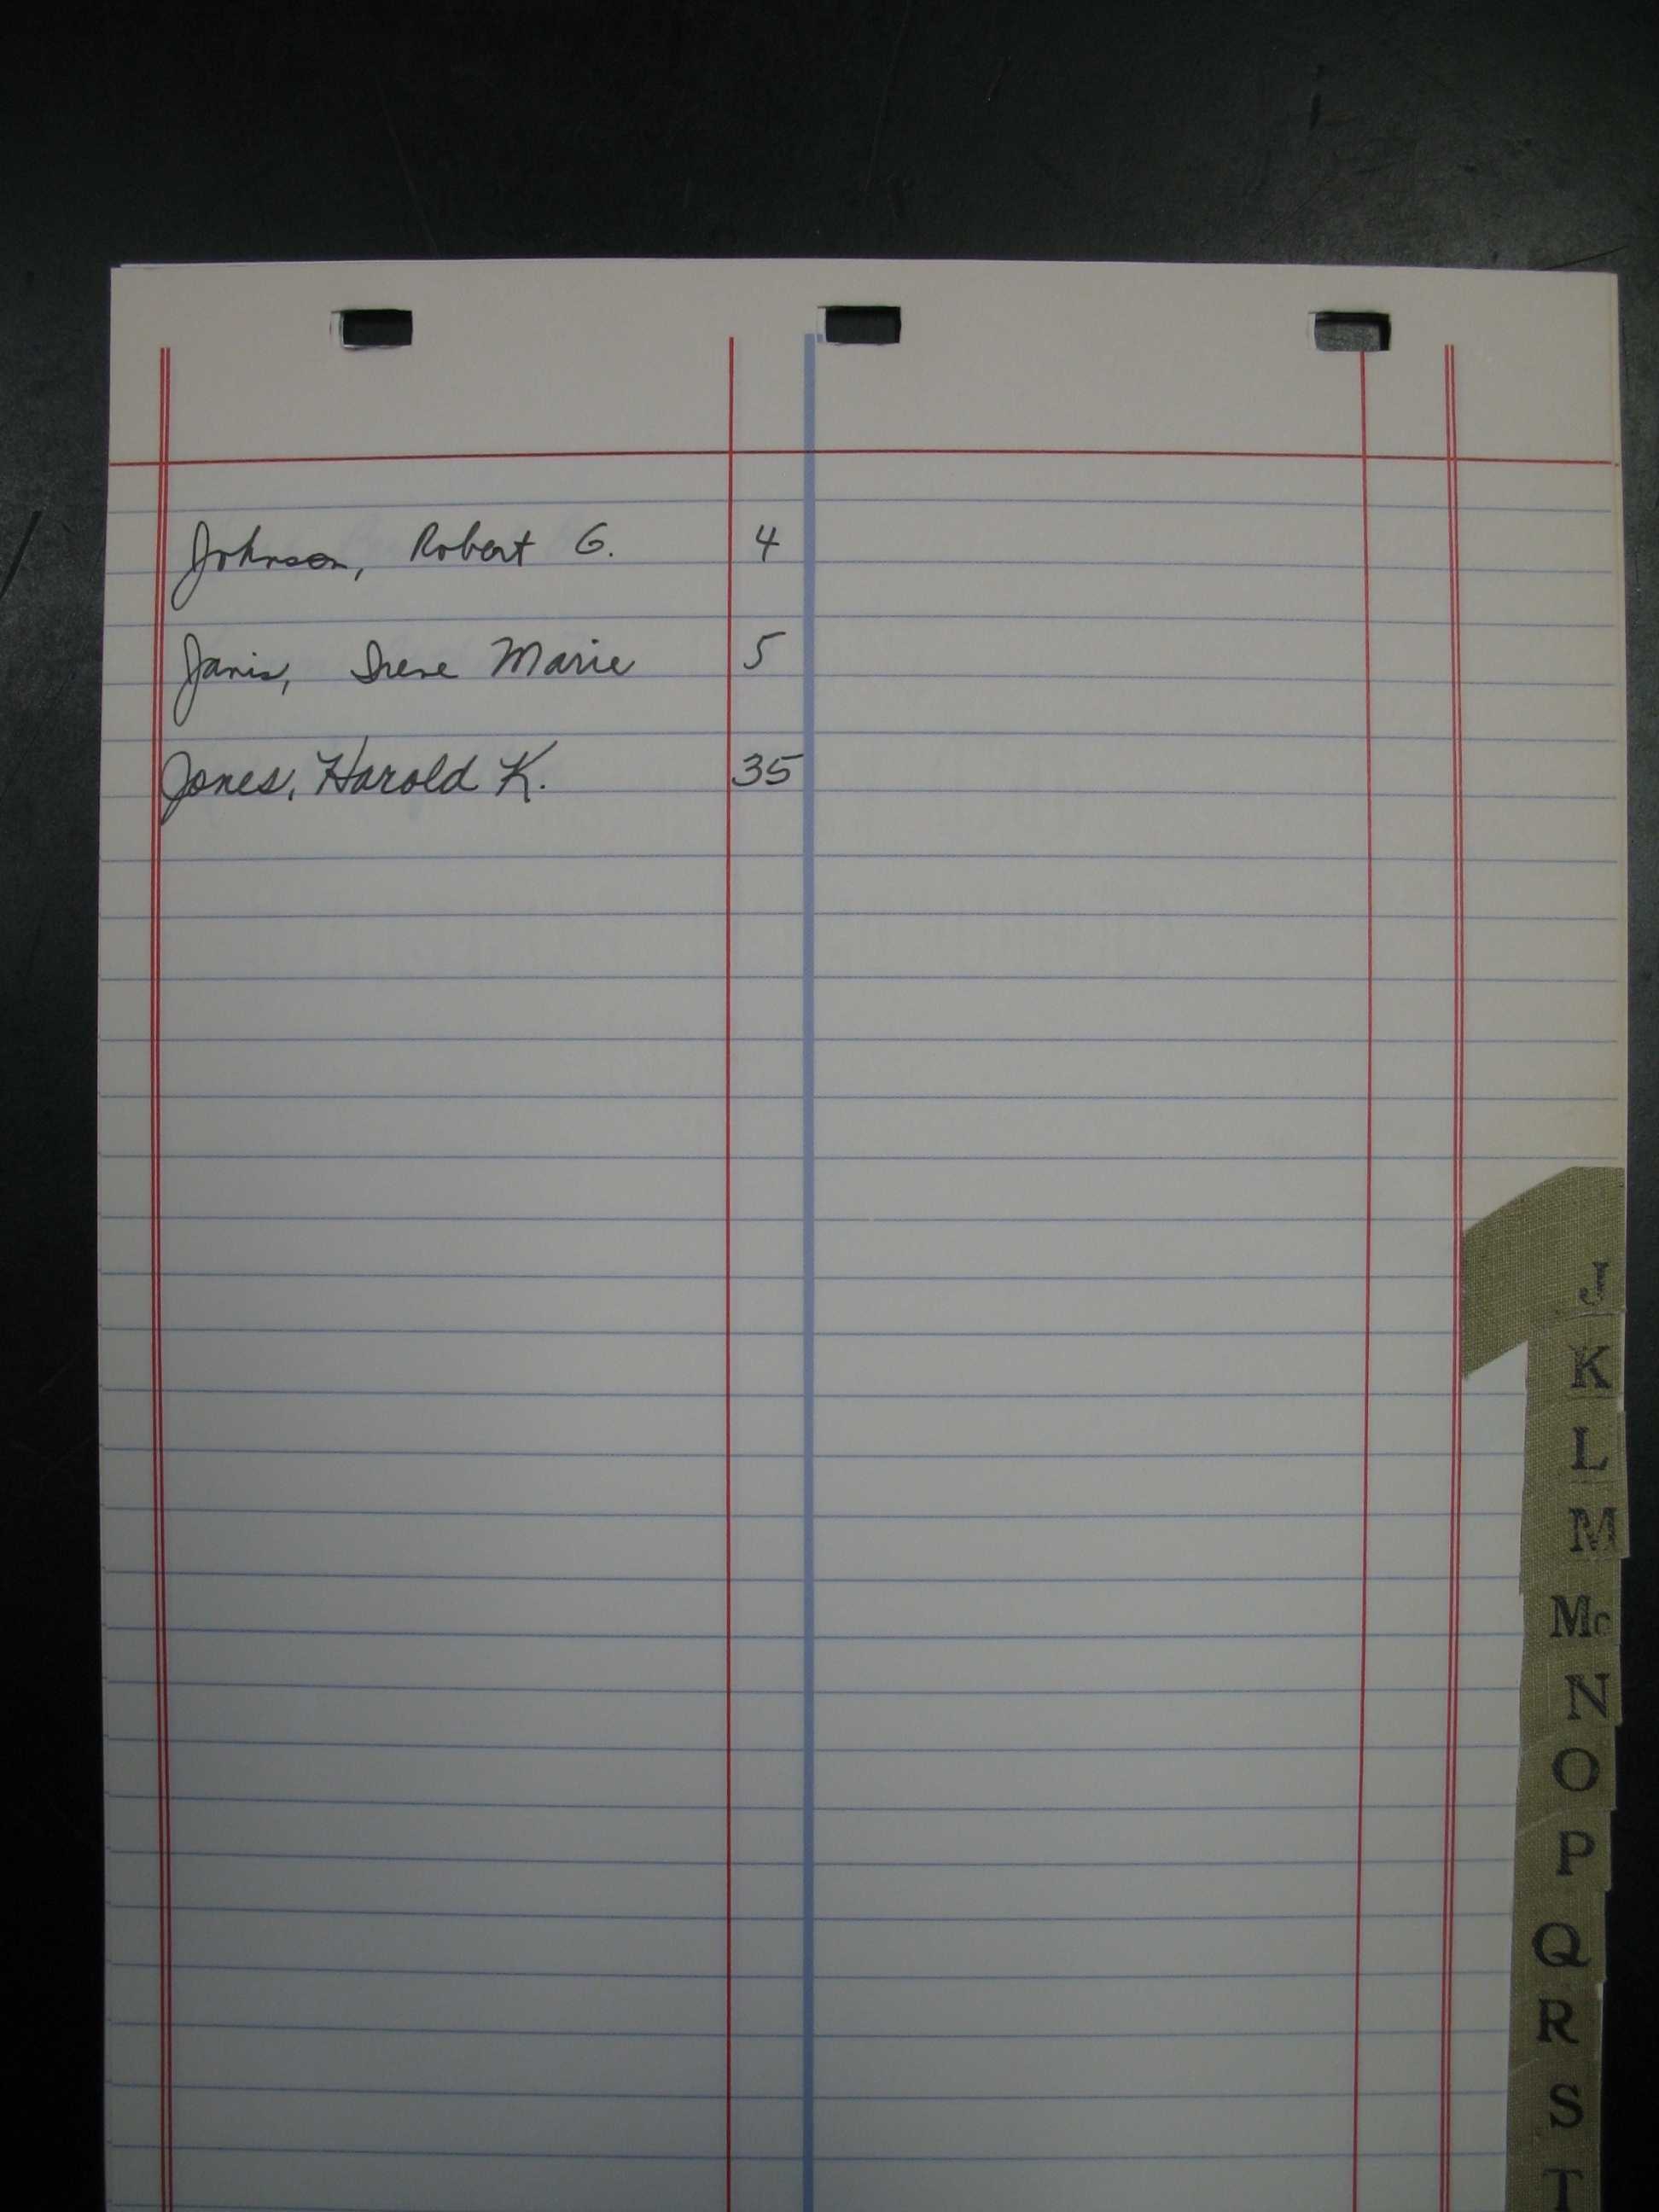 Johnson, Robert G. 4
Janis, Irene Marie 5
Jones, Harold K. 35
J
K
L
M
Mc
N
O
P
Q
R
S
T